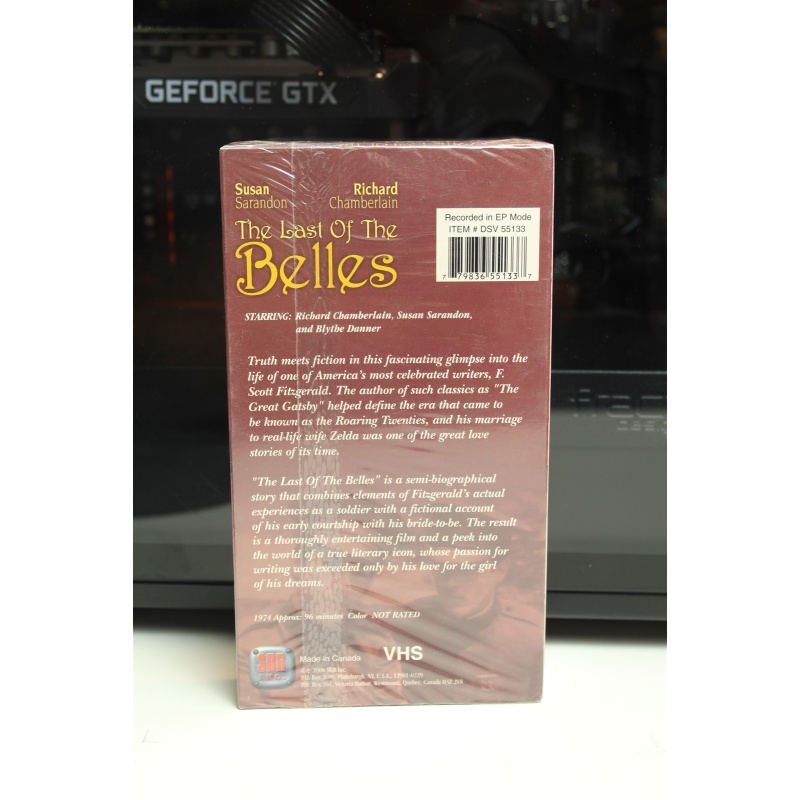 GEFORCE GTX
Susan Sarandon
Richard Chamberlain
The Last Of The
Belles
Recorded in EP Mode
ITEM # DSV 55133
7 79836 55133 7
STARRING: Richard Chamberlain, Susan Sarandon,
and Blythe Danner
Truth meets fiction in this fascinating glimpse into the
life of one of America's most celebrated writers, F.
Scott Fitzgerald. The author of such classics as "The
Great Gatsby" helped define the era that came to
be known as the Roaring Twenties, and his marriage
to real-life wife Zelda was one of the great love
stories of its time.
"The Last Of The Belles" is a semi-biographical
story that combines elements of Fitzgerald's actual
experiences as a soldier with a fictional account
of his early courtship with his bride-to-be. The result
is a thoroughly entertaining film and a peek into
the world of a true literary icon, whose passion for
writing was exceeded only by his love for the girl
of his dreams.
1974 Approx: 96 minutes Color NOT RATED
Made in Canada VHS
fract
design